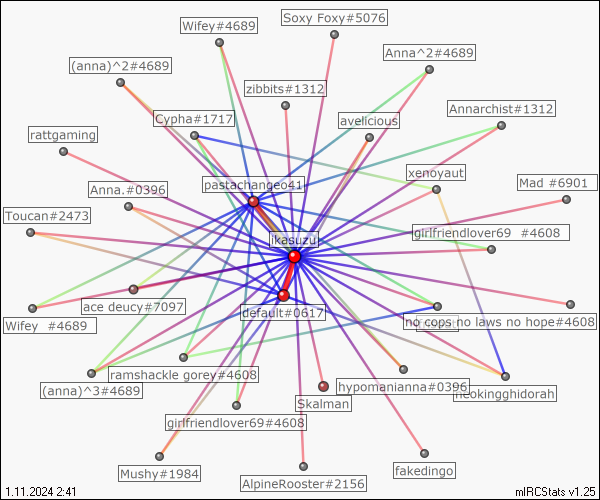 Soxy Foxy#5076
Wifey#4689
Anna^2#4689
(anna)^2#4689
zibbits#1312
Annarchist#1312
Cypha#1717
avelicious
rattgaming
xenoyaut
pastachangeo41
Mad #6901
Anna.#0396
Toucan#2473
girlfriendlover69 #4608
ikasuzu
ace deucy#7097
default#0617
no cops no laws no hope#4608
Wifey #4689
ramshackle gorey#4608
hypomanianna#0396
neokingghidorah
(anna)^3#4689
Skalman
girlfriendlover69#4608
Mushy#1984
fakedingo
AlpineRooster#2156
1.11.2024 2:41
mIRCStats v1.25